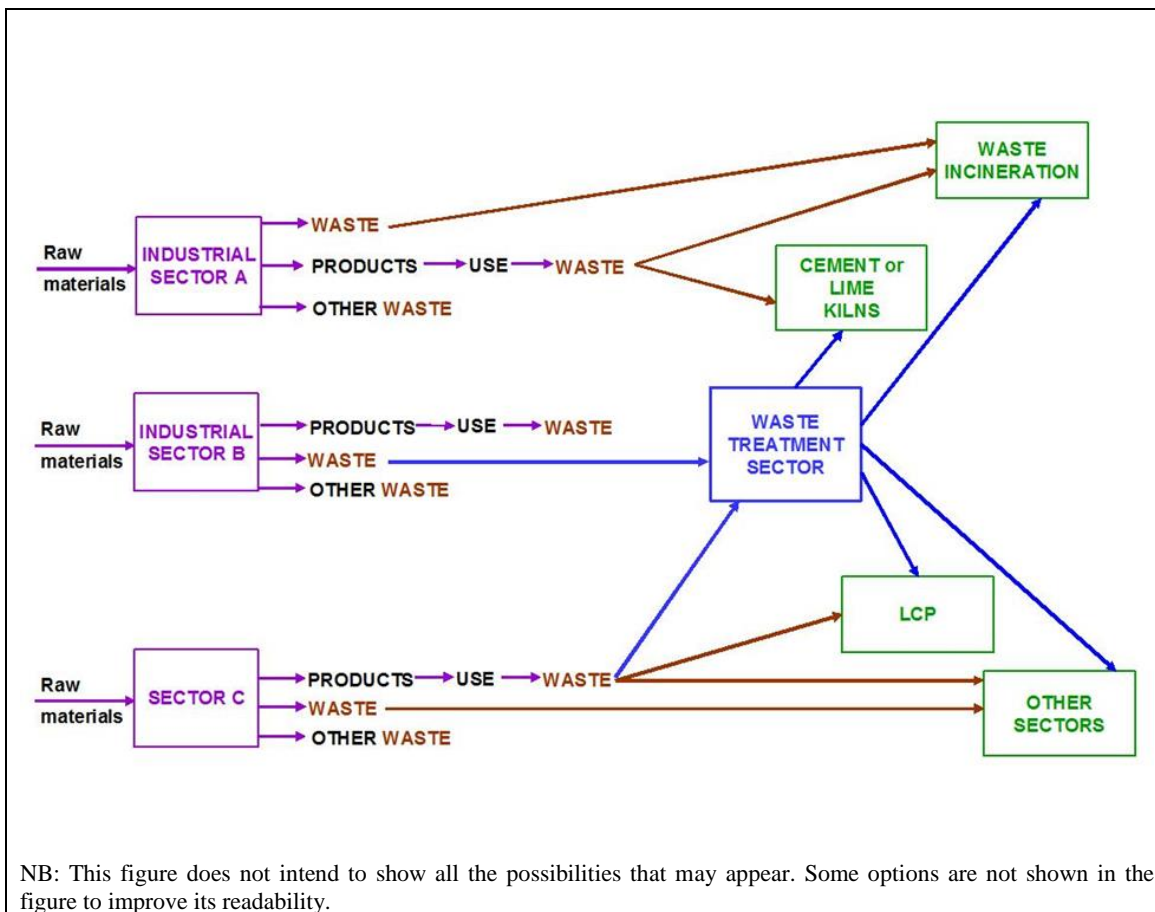 WASTE
INCINERATION
Raw
materials
INDUSTRIAL
SECTOR A
WASTE
PRODUCTS USE WASTE
OTHER WASTE
CEMENT or
LIME
KILNS
Raw
materials
INDUSTRIAL
SECTOR B
PRODUCTS USE WASTE
WASTE
OTHER WASTE
WASTE
TREATMENT
SECTOR
LCP
Raw
materials
SECTOR C
PRODUCTS USE WASTE
WASTE
OTHER WASTE
OTHER
SECTORS
NB: This figure does not intend to show all the possibilities that may appear. Some options are not shown in the
figure to improve its readability.